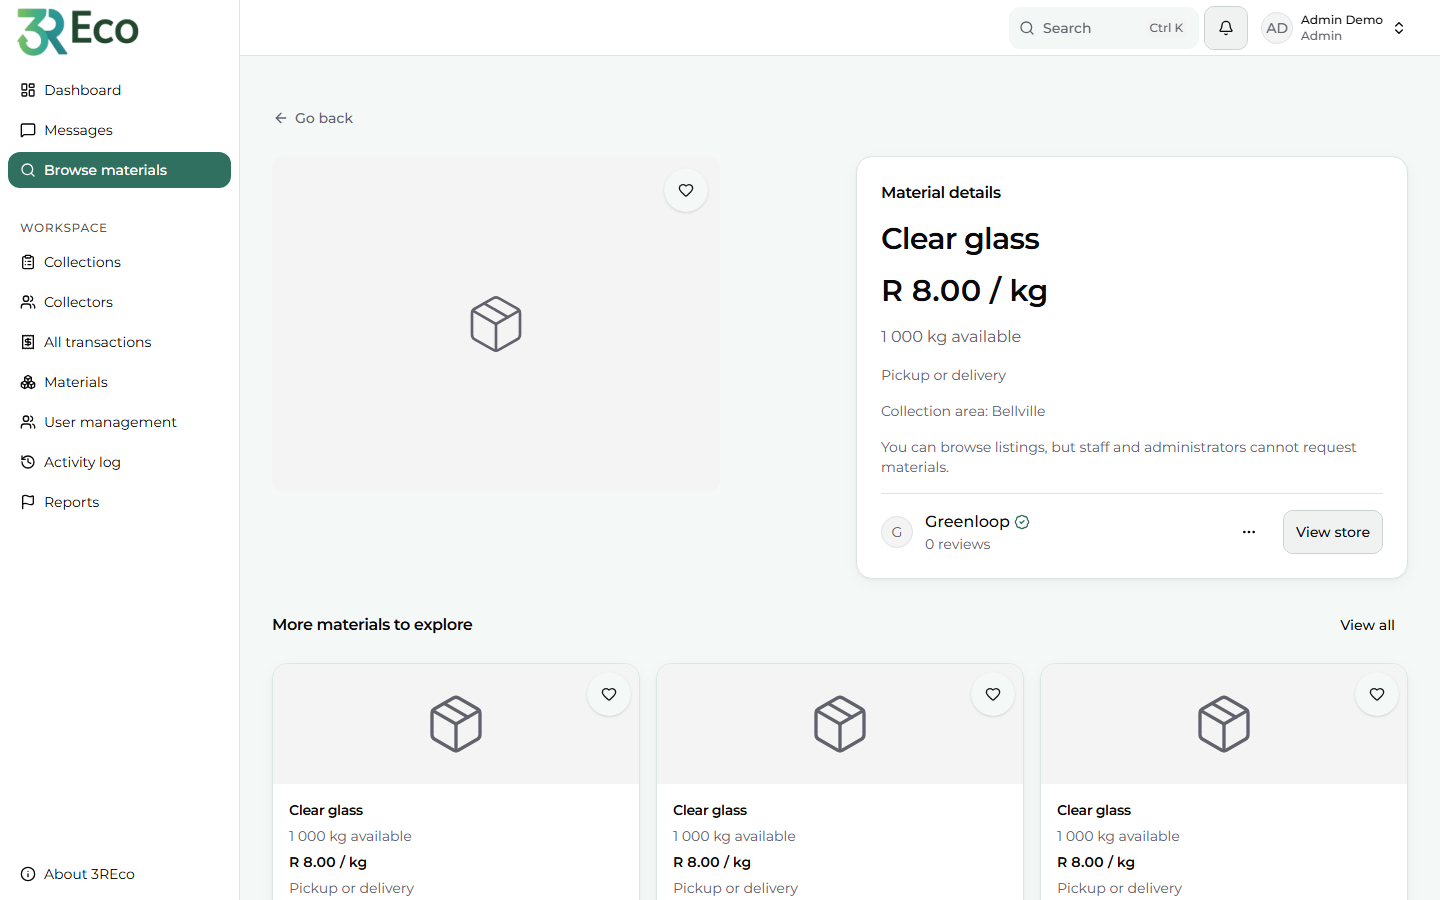 3R Eco
Search
Ctrl K
AD
Admin Demo
Admin
Dashboard
Messages
Browse materials
WORKSPACE
Collections
Collectors
All transactions
Materials
User management
Activity log
Reports
About 3REco
Go back
Material details
Clear glass
R 8.00 / kg
1 000 kg available
Pickup or delivery
Collection area: Bellville
You can browse listings, but staff and administrators cannot request
materials.
G
Greenloop
0 reviews
View store
More materials to explore
View all
Clear glass
1 000 kg available
R 8.00 / kg
Pickup or delivery
Clear glass
1 000 kg available
R 8.00 / kg
Pickup or delivery
Clear glass
1 000 kg available
R 8.00 / kg
Pickup or delivery